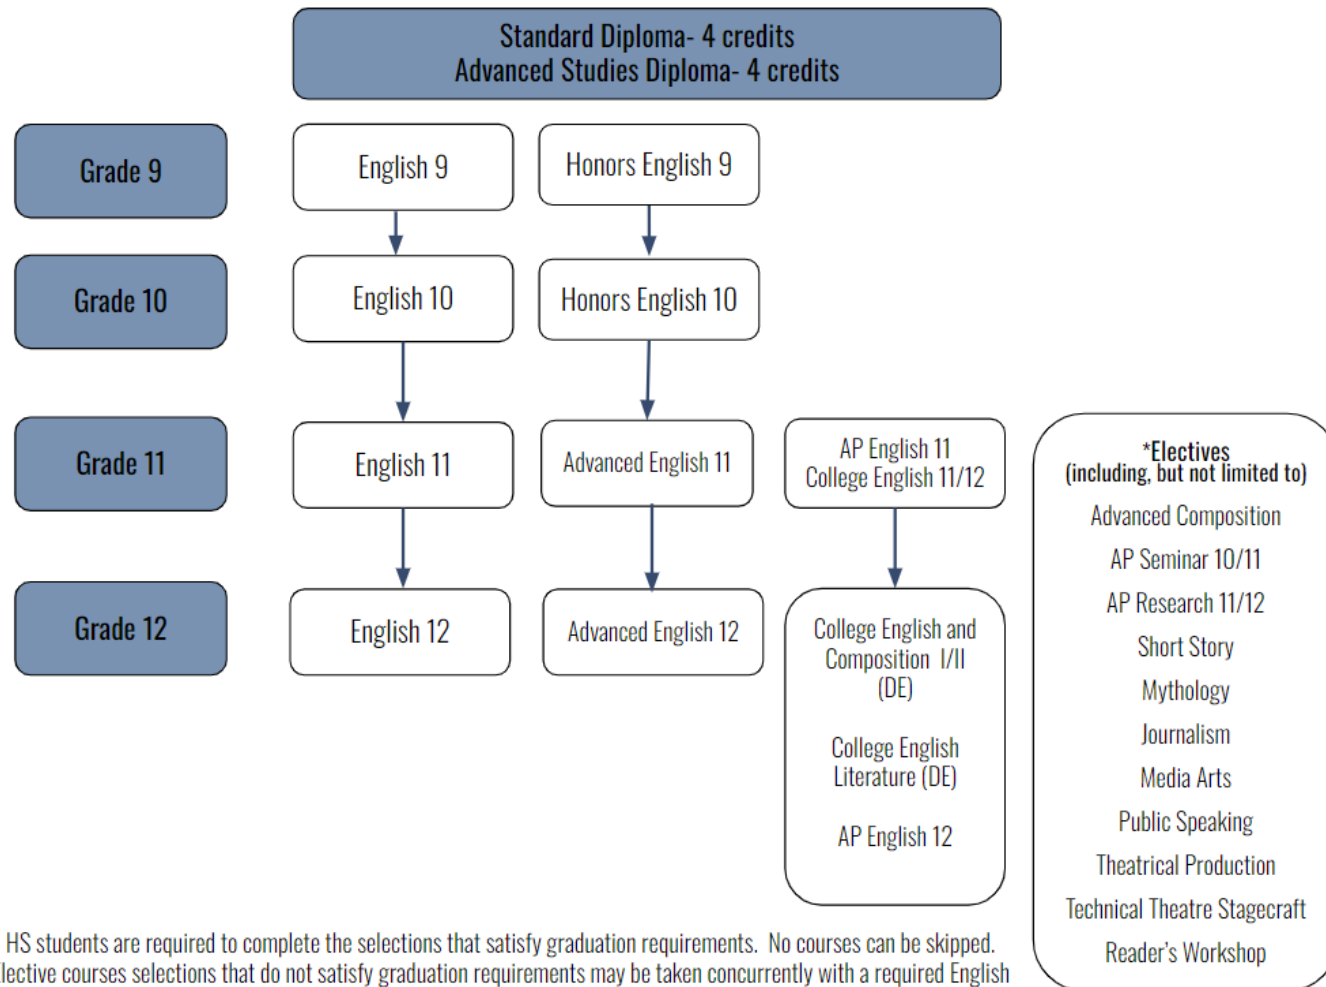 Standard Diploma- 4 credits
Advanced Studies Diploma- 4 credits
Grade 9
English 9
Honors English 9
Grade 10
English 10
Honors English 10
Grade 11
English 11
Advanced English 11
AP English 11
College English 11/12
Grade 12
English 12
Advanced English 12
College English and
Composition I/II
(DE)
College English
Literature (DE)
AP English 12
*Electives
(including, but not limited to)
Advanced Composition
AP Seminar 10/11
AP Research 11/12
Short Story
Mythology
Journalism
Media Arts
Public Speaking
Theatrical Production
Technical Theatre Stagecraft
Reader's Workshop
HS students are required to complete the selections that satisfy graduation requirements. No courses can be skipped.
Elective courses selections that do not satisfy graduation requirements may be taken concurrently with a required English